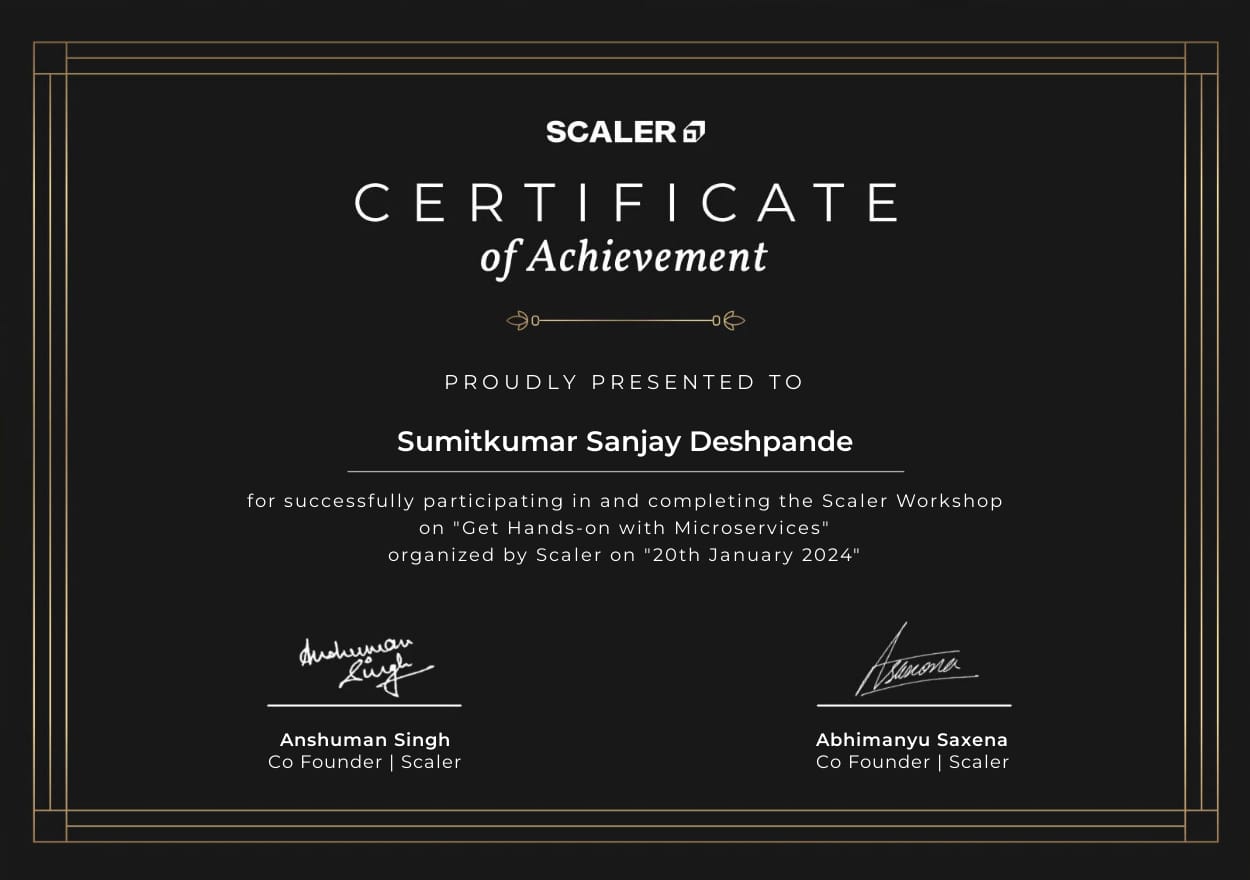 SCALER
CERTIFICATE
of Achievement
PROUDLY PRESENTED TO
Sumitkumar Sanjay Deshpande
for successfully participating in and completing the Scaler Workshop
on "Get Hands-on with Microservices"
organized by Scaler on "20th January 2024"
Anshuman
Singh
Asaxena
Anshuman Singh
Abhimanyu Saxena
Co Founder | Scaler
Co Founder | Scaler